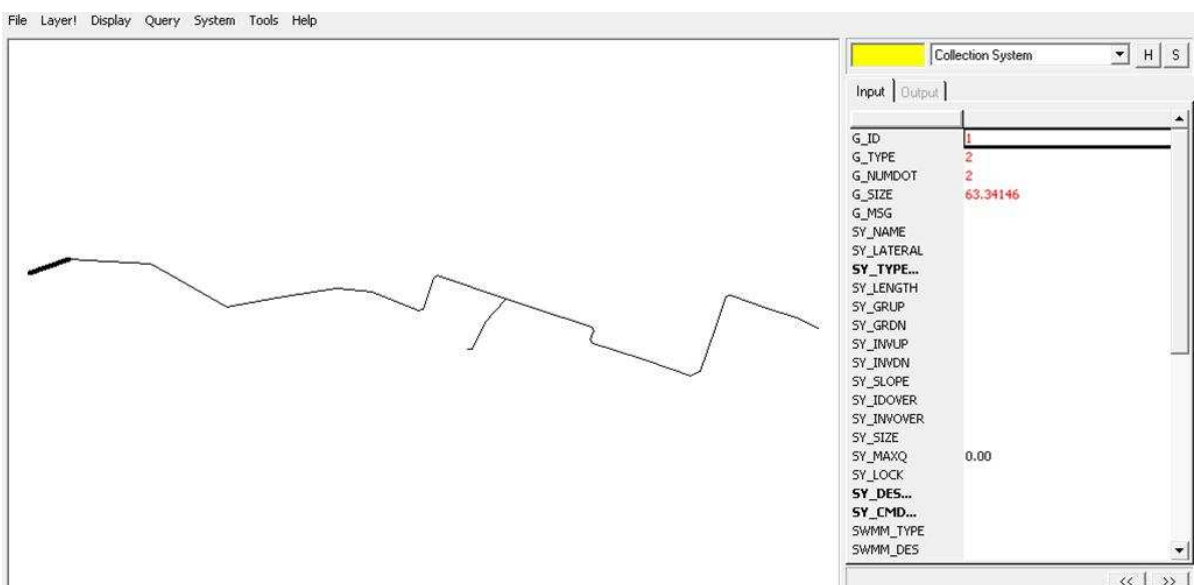 File Layer! Display Query System Tools Help
Collection System H S
Input Output
G_ID 1
G_TYPE 2
G_NUMDOT 2
G_SIZE 63.34146
G_MSG
SY_NAME
SY_LATERAL
SY_TYPE...
SY_LENGTH
SY_GRUP
SY_GRDN
SY_INVUP
SY_INVDN
SY_SLOPE
SY_IDOVER
SY_INVOVER
SY_SIZE
SY_MAXQ 0.00
SY_LOCK
SY_DES...
SY_CMD...
SWMM_TYPE
SWMM_DES
<< >>